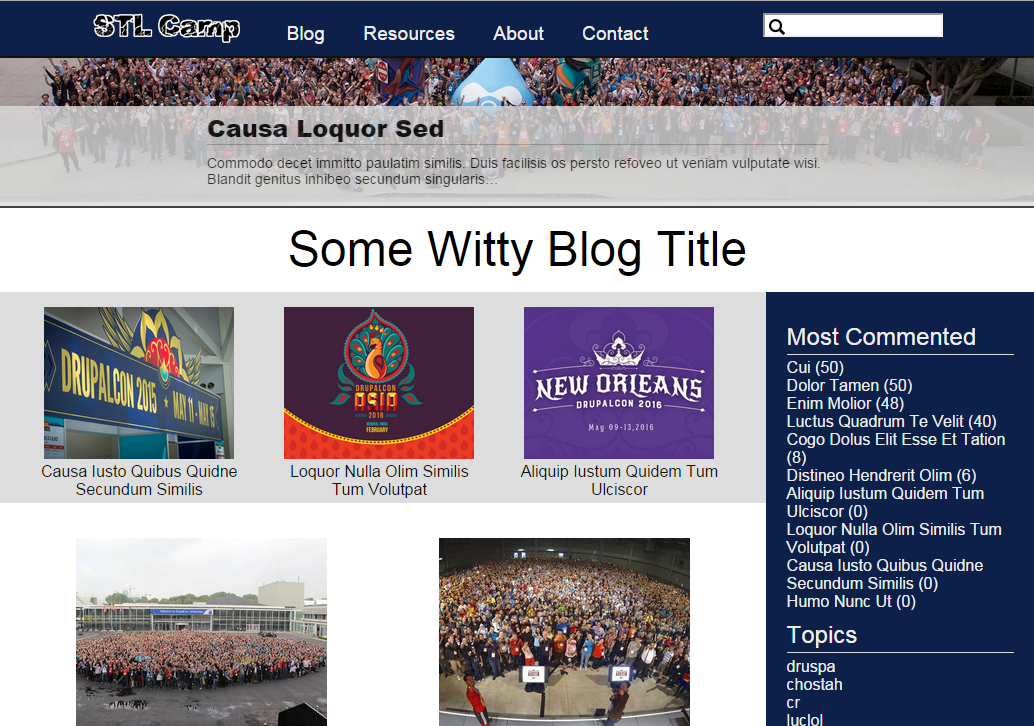 STL Camp
Blog Resources About Contact
Causa Loquor Sed
Commodo decet immitto paulatim similis. Duis facilisis os persto refoveo ut veniam vulputate wisi.
Blandit genitus inhibeo secundum singularis...
Some Witty Blog Title
DRUPALCON 2015 ★ MAY 11 - MAY 15
Causa Iusto Quibus Quidne
Secundum Similis
DRUPALCON
ASIA
2016
MUMBAI, INDIA
FEBRUARY
Loquor Nulla Olim Similis
Tum Volutpat
NEW ORLEANS
DRUPALCON 2016
May 09-13,2016
Aliquip Iustum Quidem Tum
Ulciscor
Most Commented
Cui (50)
Dolor Tamen (50)
Enim Molior (48)
Luctus Quadrum Te Velit (40)
Cogo Dolus Elit Esse Et Tation
(8)
Distineo Hendrerit Olim (6)
Aliquip Iustum Quidem Tum
Ulciscor (0)
Loquor Nulla Olim Similis Tum
Volutpat (0)
Causa Iusto Quibus Quidne
Secundum Similis (0)
Humo Nunc Ut (0)
Topics
druspa
chostah
cr
luclol